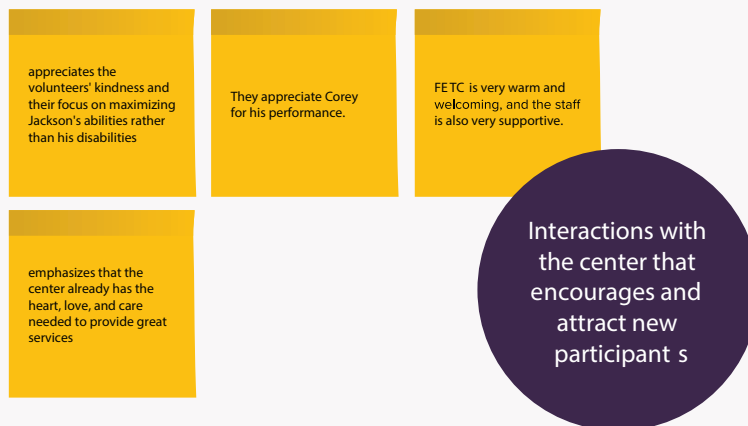 appreciates the
volunteers' kindness and
their focus on maximizing
Jackson's abilities rather
than his disabilities
They appreciate Corey
for his performance.
FETC is very warm and
welcoming, and the staff
is also very supportive.
emphasizes that the
center already has the
heart, love, and care
needed to provide great
services
Interactions with
the center that
encourages and
attract new
participant s